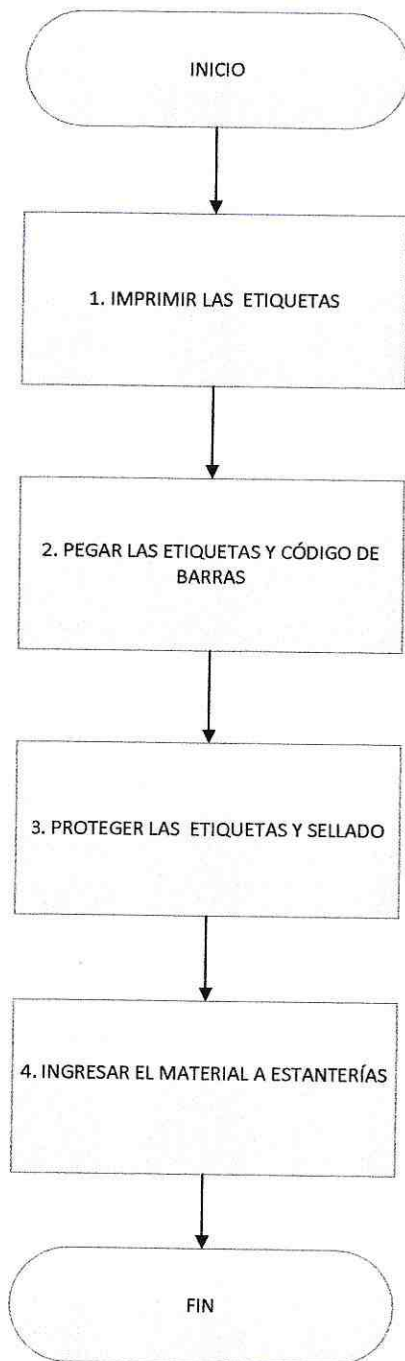 INICIO
1. IMPRIMIR LAS ETIQUETAS
2. PEGAR LAS ETIQUETAS Y CÓDIGO DE
BARRAS
3. PROTEGER LAS ETIQUETAS Y SELLADO
4. INGRESAR EL MATERIAL A ESTANTERÍAS
FIN